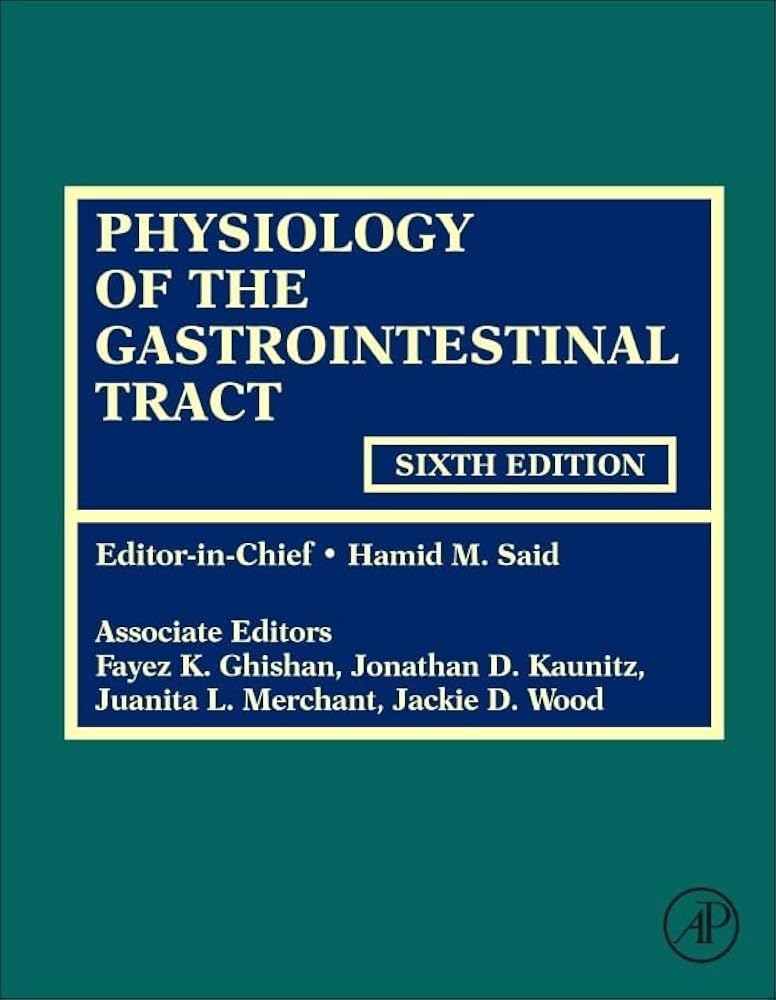 PHYSIOLOGY
OF THE
GASTROINTESTINAL
TRACT
SIXTH EDITION
Editor-in-Chief • Hamid M. Said
Associate Editors
Fayez K. Ghishan, Jonathan D. Kaunitz,
Juanita L. Merchant, Jackie D. Wood
AP